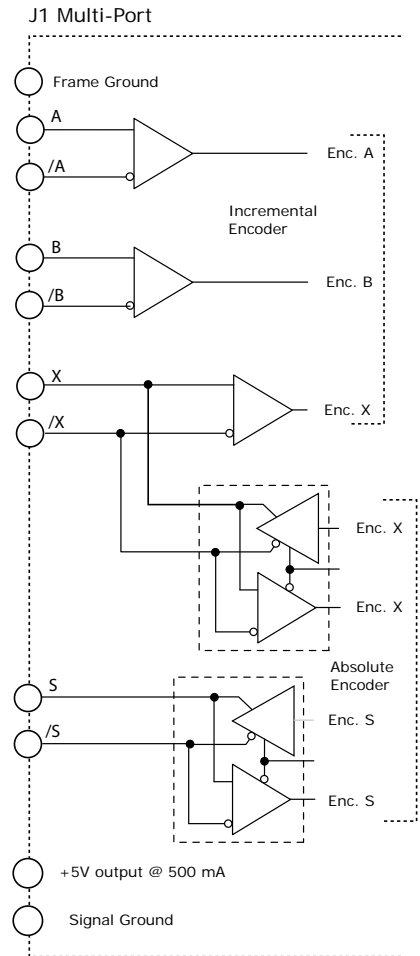 J1 Multi-Port
Frame Ground
A
/A
Enc. A
Incremental
Encoder
B
/B
Enc. B
X
/X
Enc. X
Enc. X
Enc. X
Absolute
Encoder
S
/S
Enc. S
Enc. S
+5V output @ 500 mA
Signal Ground